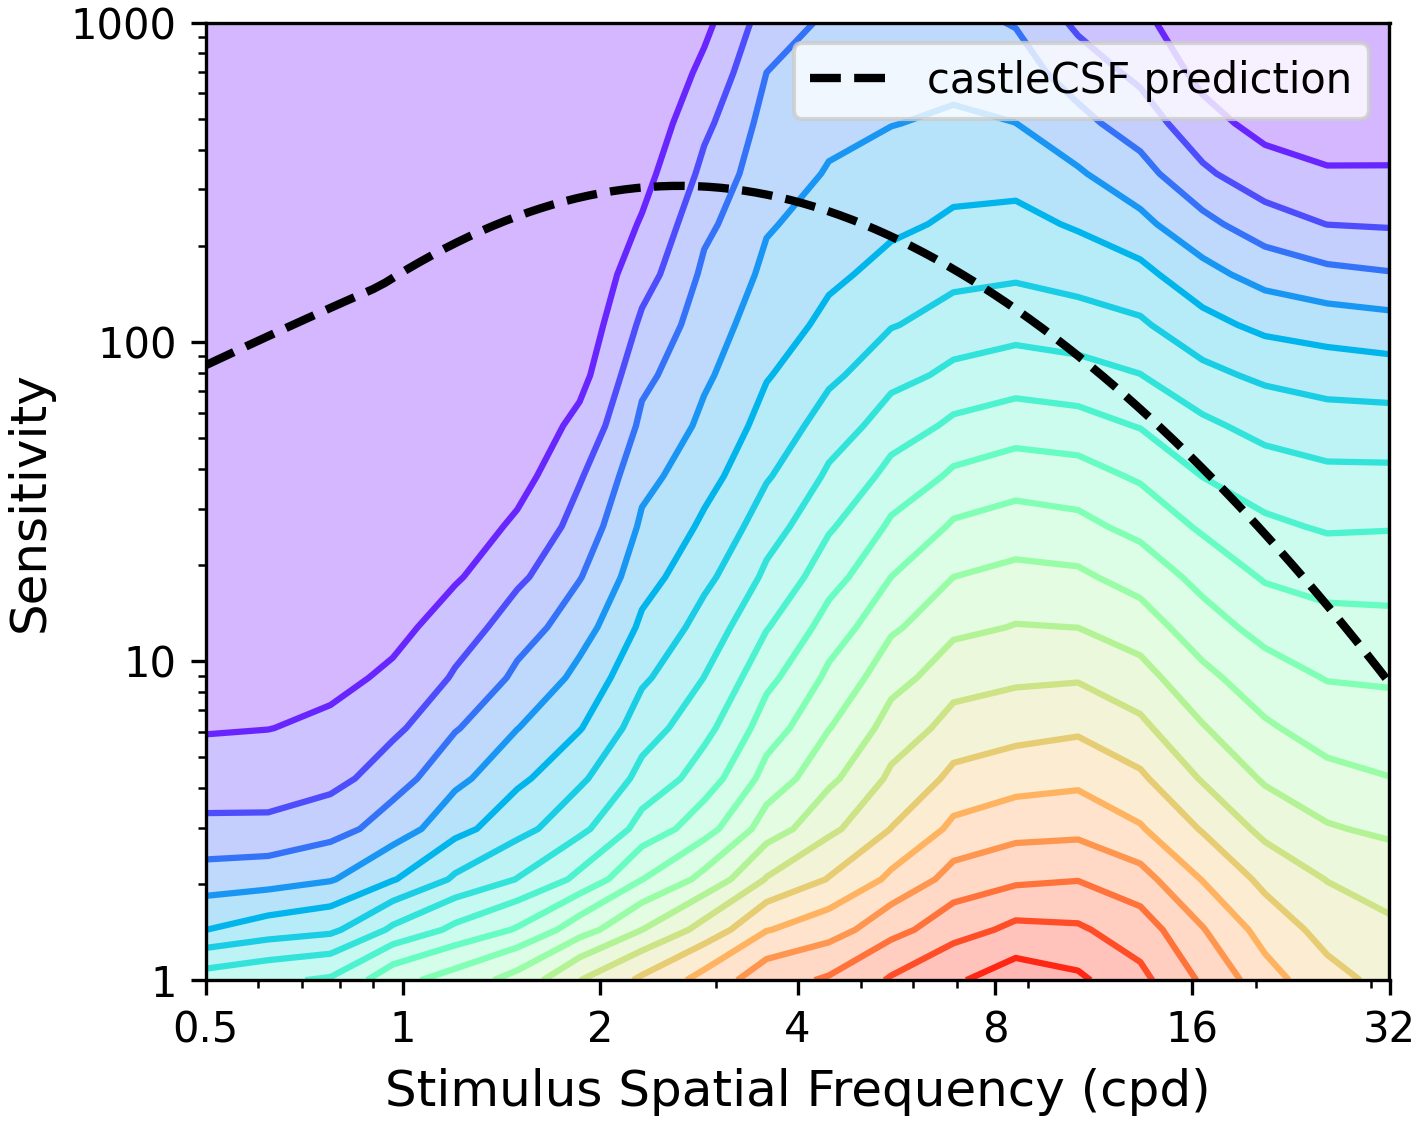 1000
castleCSF prediction
100
10
1
Sensitivity
0.5 1 2 4 8 16 32
Stimulus Spatial Frequency (cpd)